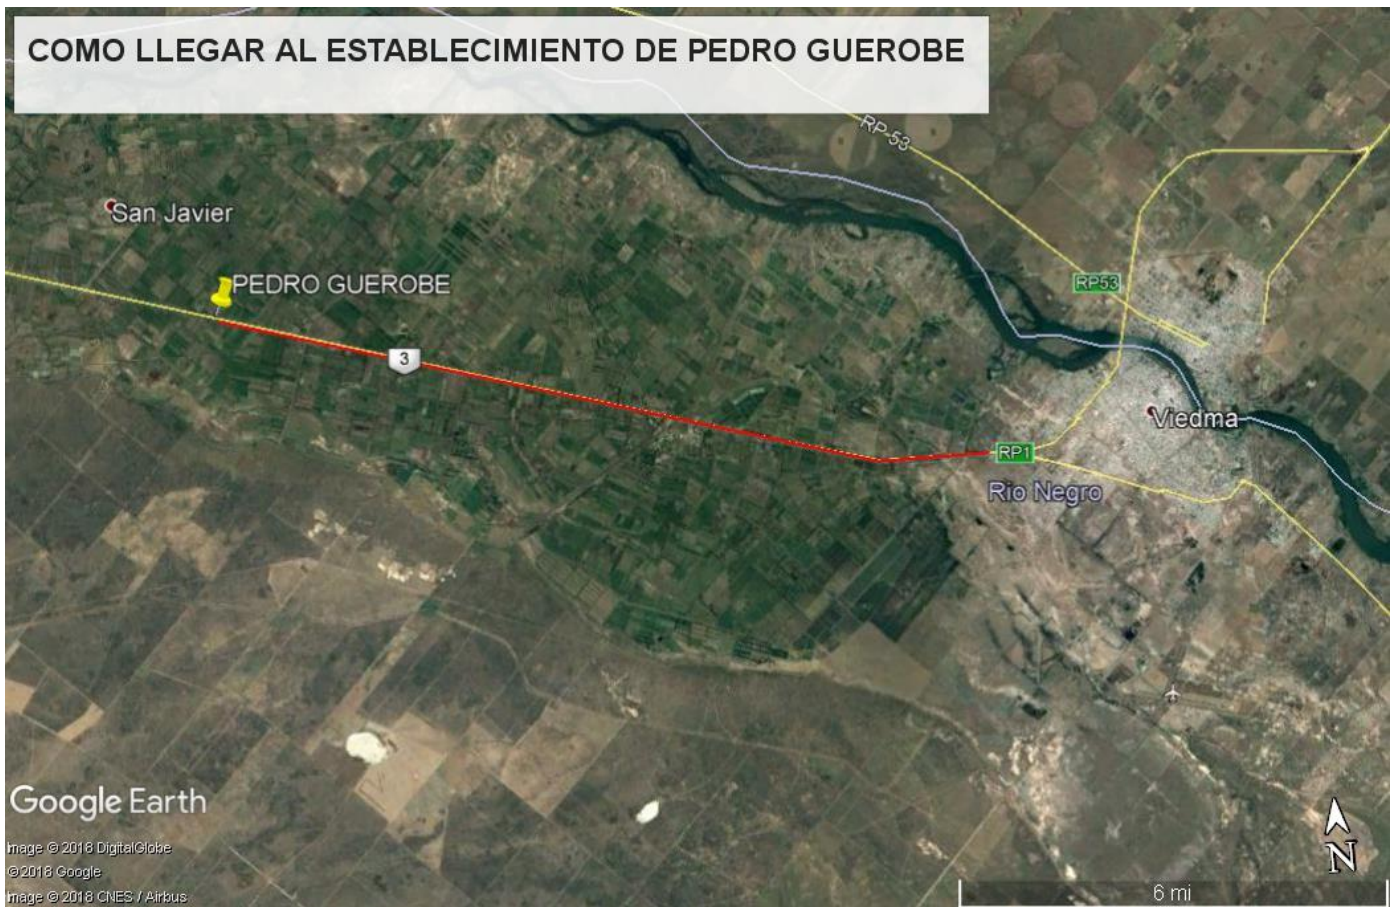 COMO LLEGAR AL ESTABLECIMIENTO DE PEDRO GUEROBE
RP-53
San Javier
PEDRO GUEROBE
RP53
3
Viedma
RP1
Rio Negro
Google Earth
Image © 2018 DigitalGlobe
© 2018 Google
Image © 2018 CNES / Airbus
N
6 mi